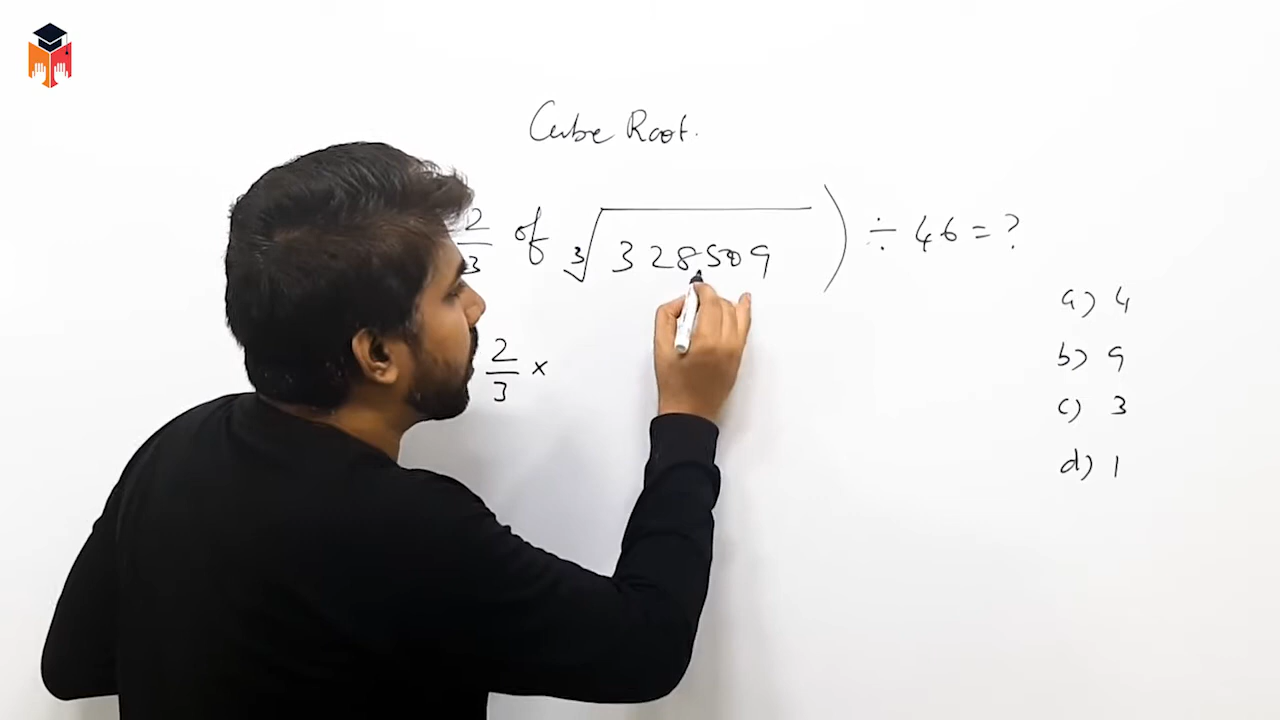 Cube Root.
2/3 of ∛328509 ) ÷ 46 = ?
a) 4
2/3 ×
b) 9
c) 3
d) 1